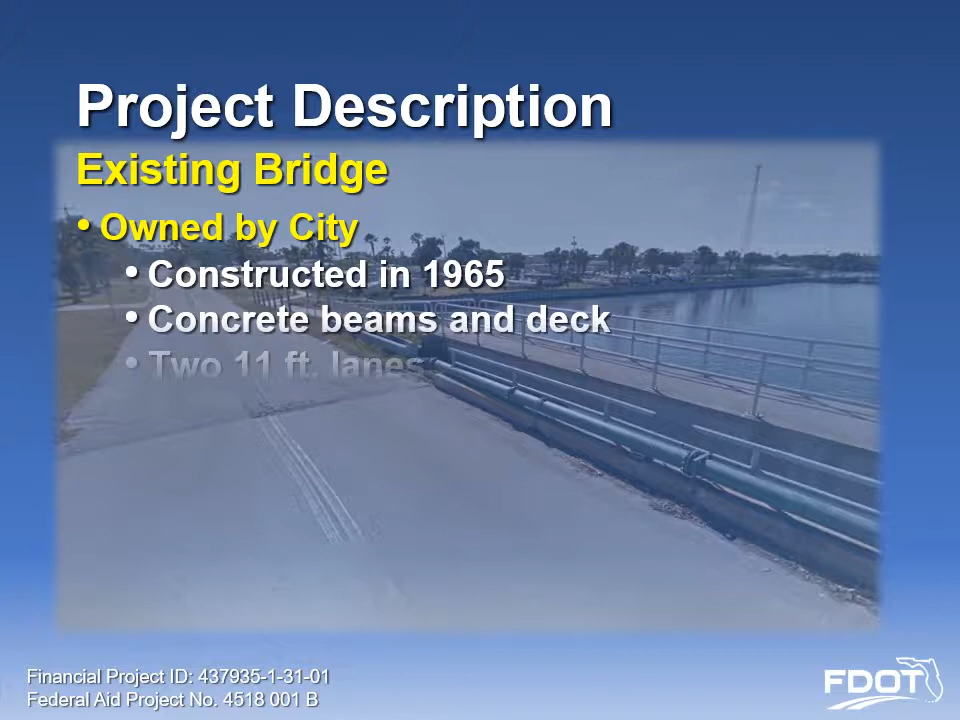 Project Description
Existing Bridge
• Owned by City
• Constructed in 1965
• Concrete beams and deck
• Two 11 ft. lanes
Financial Project ID: 437935-1-31-01
Federal Aid Project No. 4518 001 B
FDOT